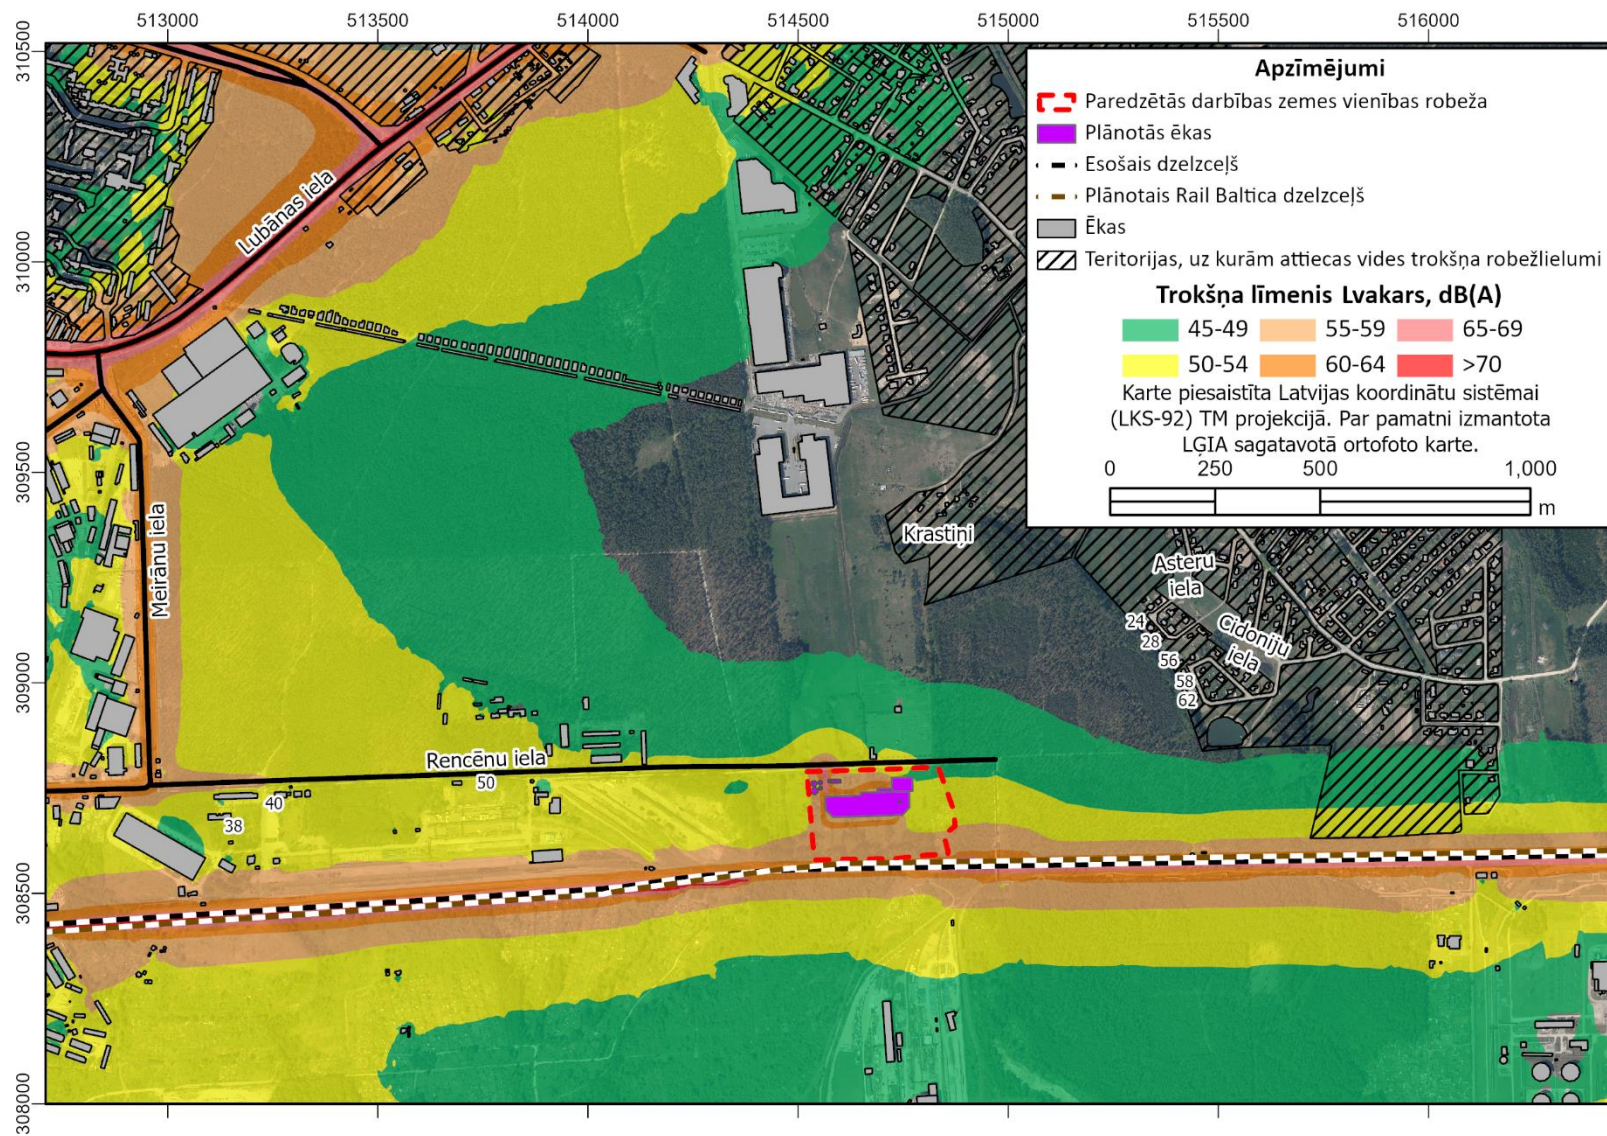 513000 513500 514000 514500 515000 515500 516000
310500
310000
309500
309000
308500
308000
Apzīmējumi
Paredzētās darbības zemes vienības robeža
Plānotās ēkas
Esošais dzelzceļš
Plānotais Rail Baltica dzelzceļš
Ēkas
Teritorijas, uz kurām attiecas vides trokšņa robežlielumi
Trokšņa līmenis Lvakars, dB(A)
45-49 55-59 65-69
50-54 60-64 >70
Karte piesaistīta Latvijas koordinātu sistēmai
(LKS-92) TM projekcijā. Par pamatni izmantota
LĢIA sagatavotā ortofoto karte.
0 250 500 1,000
m
Lubānas iela
Meirānu iela
Krastiņi
Asteru
iela
Cidoniju
iela
24
28
56
58
62
Rencēnu iela
50
40
38